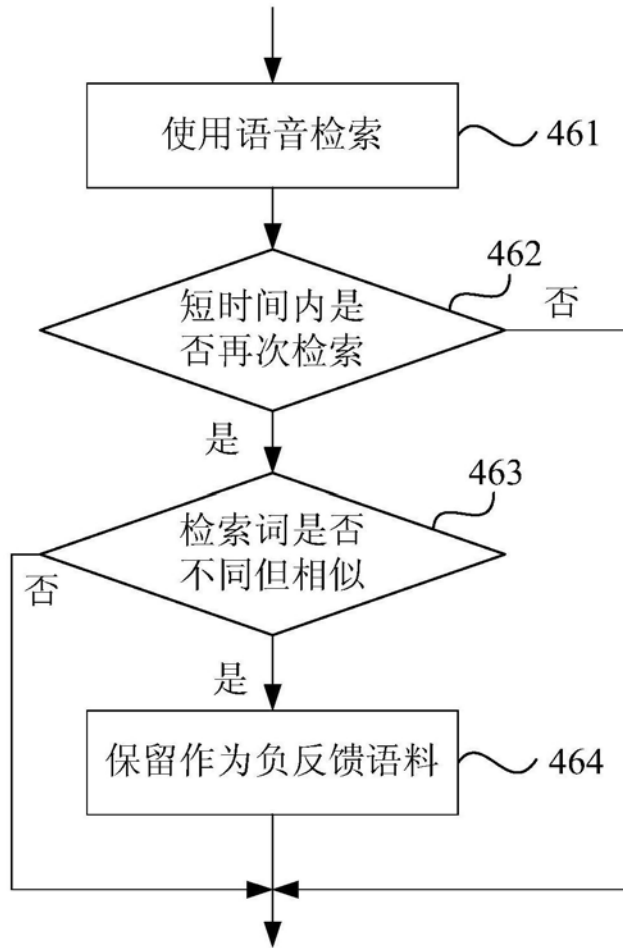 使用语音检索
461
462
短时间内是
否再次检索
否
是
463
检索词是否
不同但相似
否
是
保留作为负反馈语料
464